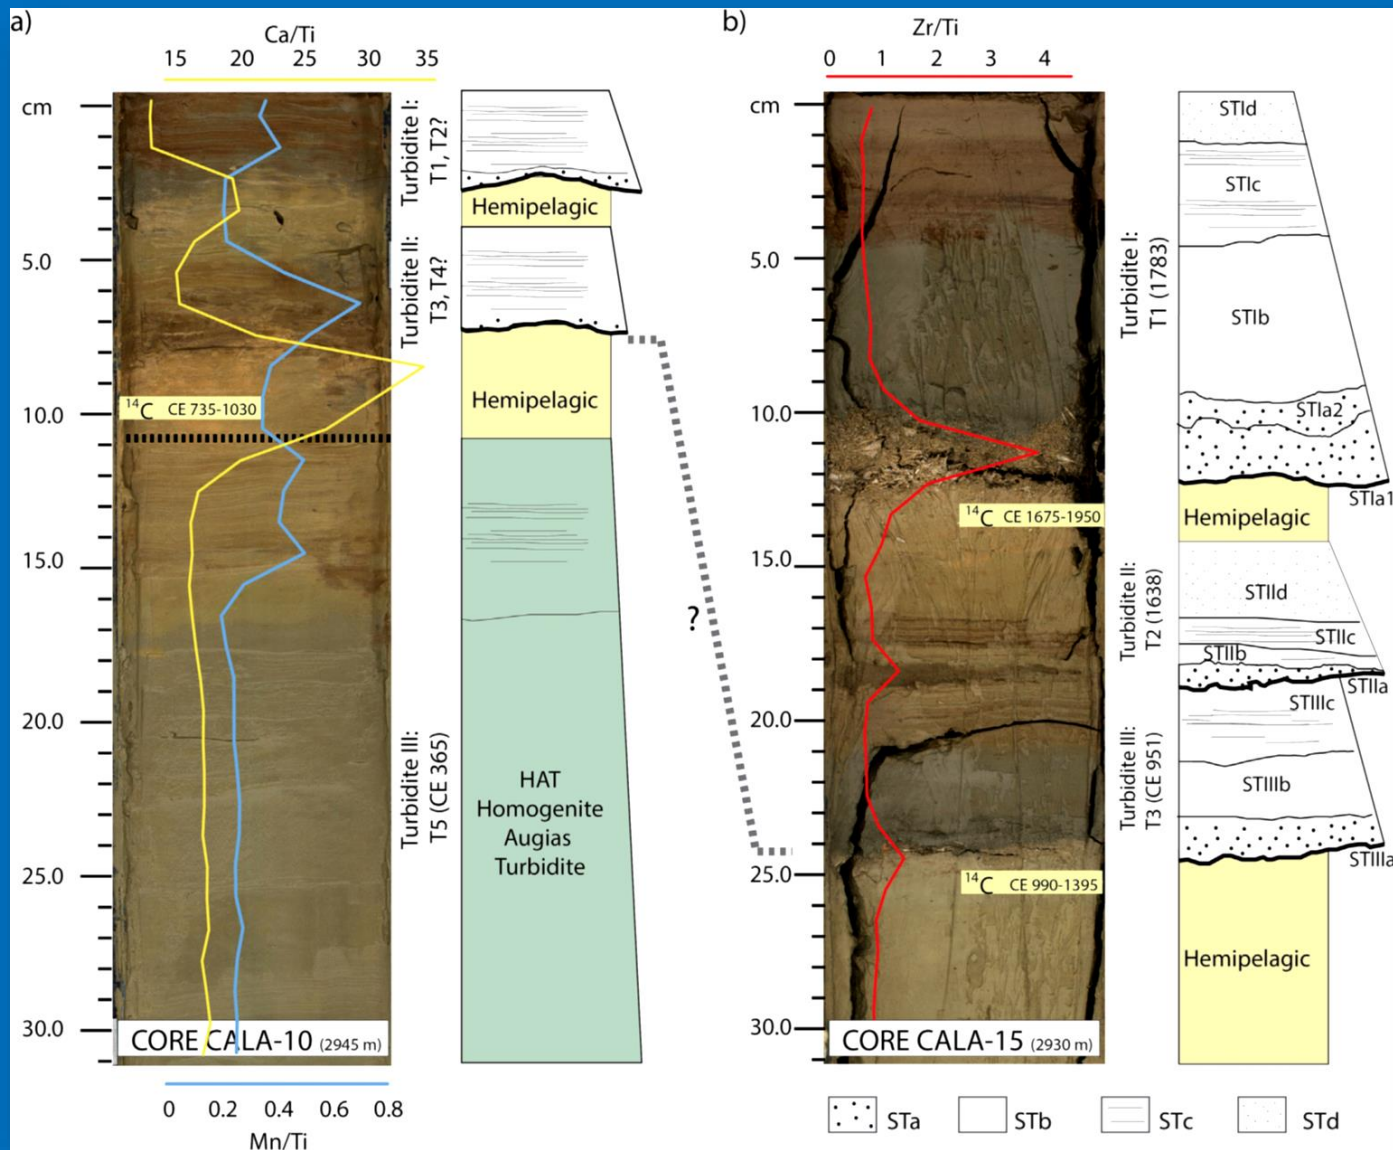 a)
Ca/Ti
15 20 25 30 35
cm
5.0
10.0
15.0
20.0
25.0
30.0
14C CE 735-1030
CORE CALA-10 (2945 m)
0 0.2 0.4 0.6 0.8
Mn/Ti
Turbidite I:
T1, T2?
Turbidite II:
T3, T4?
Turbidite III:
T5 (CE 365)
Hemipelagic
Hemipelagic
HAT
Homogenite
Augias
Turbidite
?
b)
Zr/Ti
0 1 2 3 4
cm
5.0
10.0
15.0
20.0
25.0
30.0
14C CE 1675-1950
14C CE 990-1395
CORE CALA-15 (2930 m)
Turbidite I:
T1 (1783)
Turbidite II:
T2 (1638)
Turbidite III:
T3 (CE 951)
STId
STIc
STIb
STIa2
STIa1
Hemipelagic
STIId
STIIc
STIIb
STIIa
STIIIc
STIIIb
STIIIa
Hemipelagic
STa STb STc STd